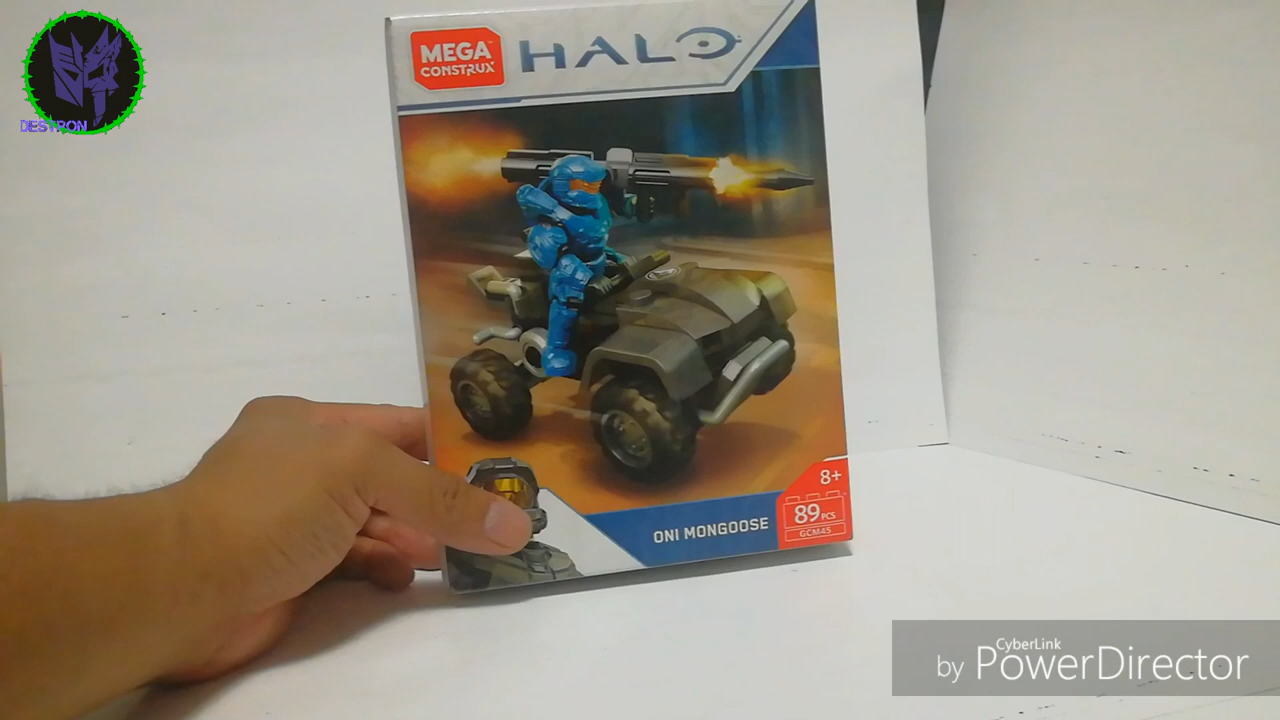 DESTRON
MEGA
CONSTRUX
HALO
8+
89 PCS
GCM45
ONI MONGOOSE
CyberLink
by PowerDirector